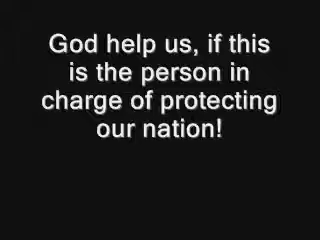 God help us, if this
is the person in
charge of protecting
our nation!